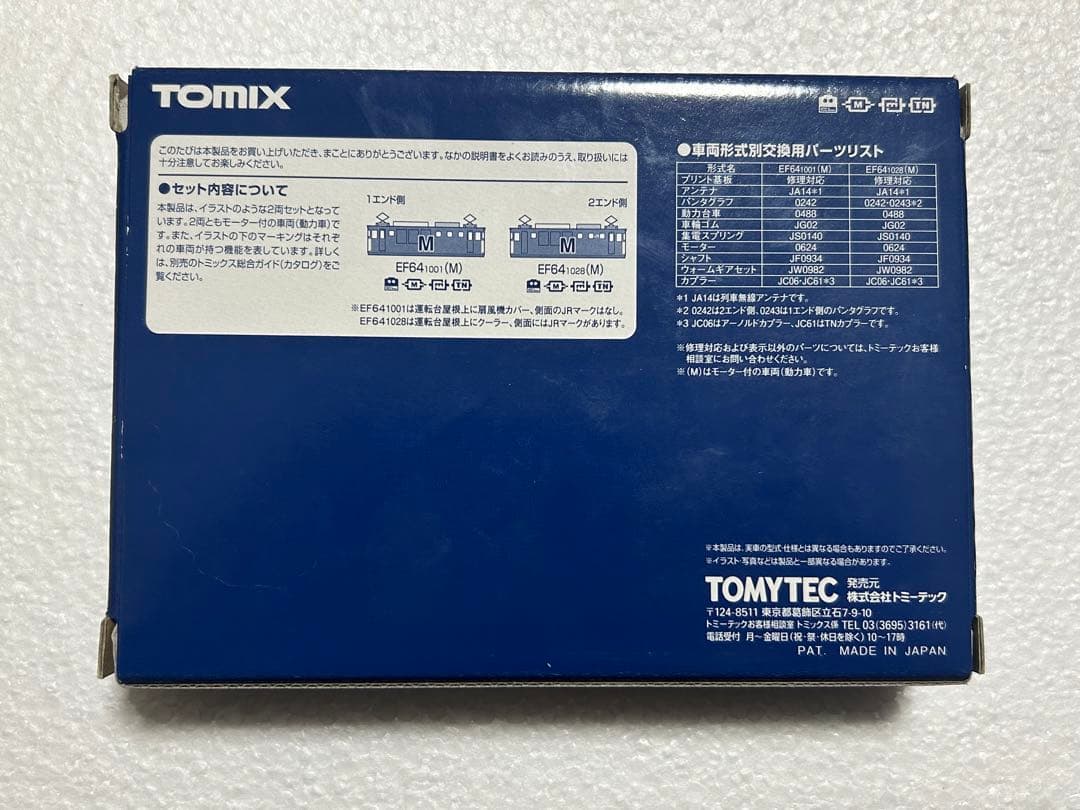 TOMIX
M TN
このたびは本製品をお買い上げいただき、まことにありがとうございます。なかの説明書をよくお読みのうえ、取り扱いには
十分注意してお楽しみください。
●セット内容について
本製品は、イラストのような2両セットとなって
います。2両ともモーター付の車両(動力車)で
す。また、イラストの下のマーキングはそれぞ
れの車両が持つ機能を表しています。詳しく
は、別売のトミックス総合ガイド(カタログ)をご
覧ください。
1エンド側 2エンド側
M M
EF641001(M) EF641028(M)
M TN M TN
※EF641001は運転台屋根上に扇風機カバー、側面のJRマークはなし。
EF641028は運転台屋根上にクーラー、側面にはJRマークがあります。
●車両形式別交換用パーツリスト
形式名 EF641001(M) EF641028(M)
プリント基板 修理対応 修理対応
アンテナ JA14*1 JA14*1
パンタグラフ 0242 0242・0243*2
動力台車 0488 0488
車輪ゴム JG02 JG02
集電スプリング JS0140 JS0140
モーター 0624 0624
シャフト JF0934 JF0934
ウォームギアセット JW0982 JW0982
カプラー JC06・JC61*3 JC06・JC61*3
*1 JA14は列車無線アンテナです。
*2 0242は2エンド側、0243は1エンド側のパンタグラフです。
*3 JC06はアーノルドカプラー、JC61はTNカプラーです。
※修理対応および表示以外のパーツについては、トミーテックお客様
相談室にお問い合わせください。
※(M)はモーター付の車両(動力車)です。
※本製品は、実車の型式・仕様とは異なる場合もありますのでご了承ください。
※イラスト・写真などは製品と一部異なる場合があります。
TOMYTEC 発売元 株式会社トミーテック
〒124-8511 東京都葛飾区立石7-9-10
トミーテックお客様相談室 トミックス係 TEL 03(3695)3161(代)
電話受付 月～金曜日(祝・祭・休日を除く)10～17時
PAT. MADE IN JAPAN